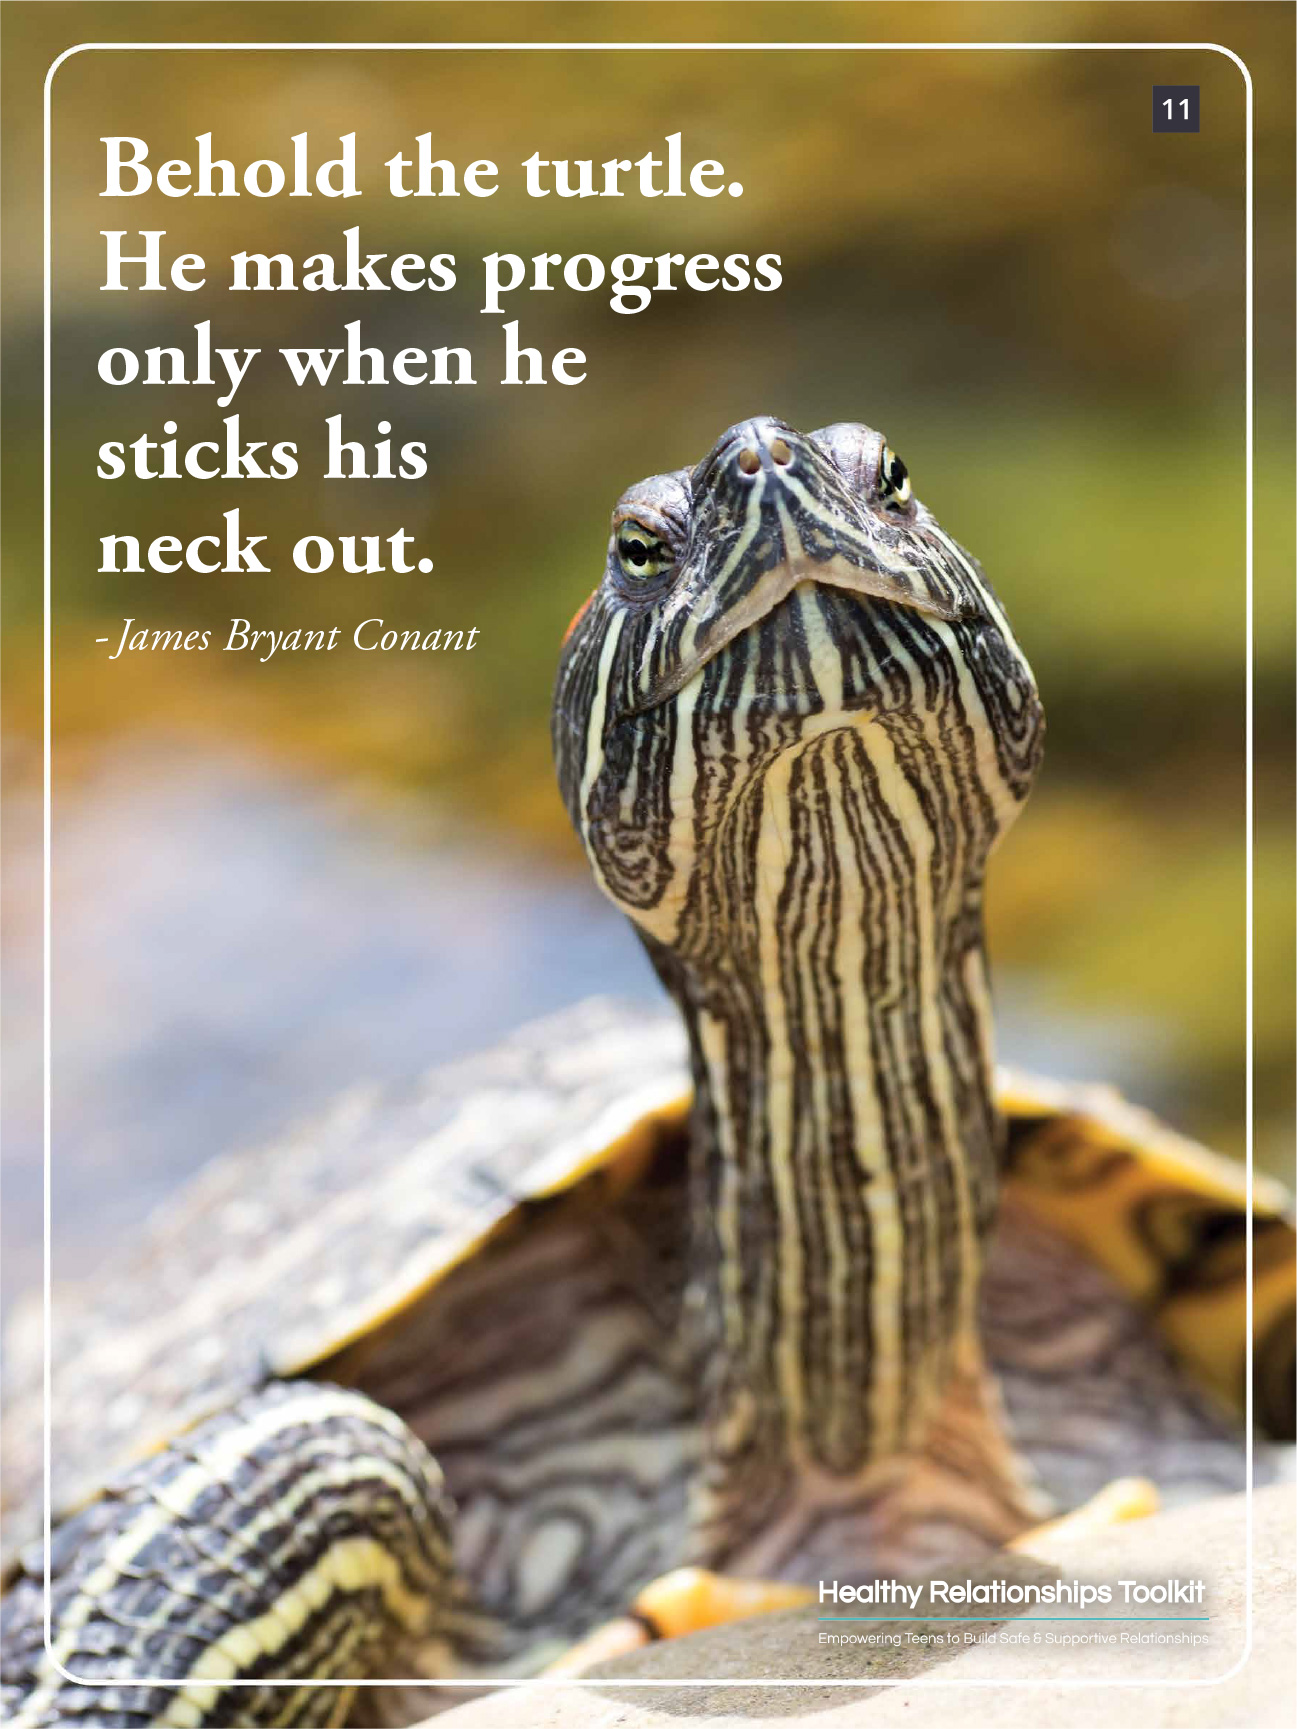 11
Behold the turtle.
He makes progress
only when he
sticks his
neck out.
- James Bryant Conant
Healthy Relationships Toolkit
Empowering Teens to Build Safe & Supportive Relationships